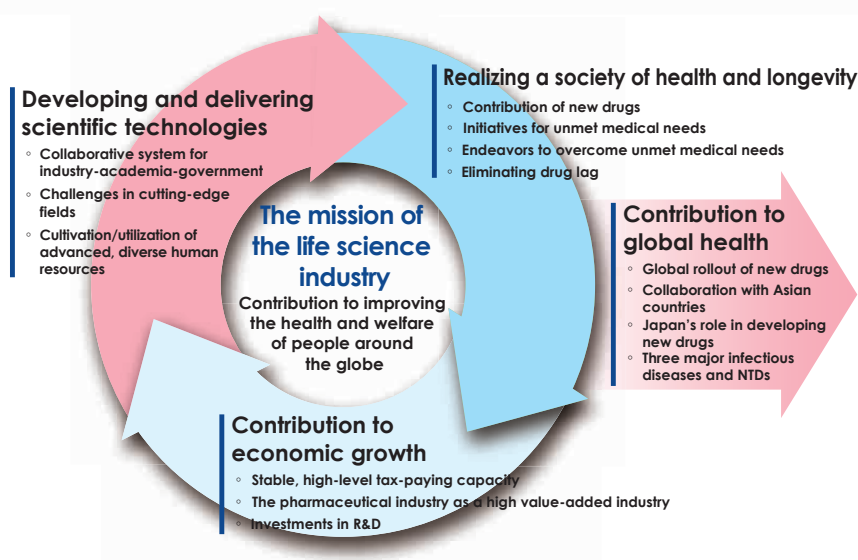 Developing and delivering
scientific technologies
◦ Collaborative system for
industry-academia-government
◦ Challenges in cutting-edge
fields
◦ Cultivation/utilization of
advanced, diverse human
resources
Realizing a society of health and longevity
◦ Contribution of new drugs
◦ Initiatives for unmet medical needs
◦ Endeavors to overcome unmet medical needs
◦ Eliminating drug lag
The mission of
the life science
industry
Contribution to improving
the health and welfare
of people around
the globe
Contribution to
global health
◦ Global rollout of new drugs
◦ Collaboration with Asian
countries
◦ Japan's role in developing
new drugs
◦ Three major infectious
diseases and NTDs
Contribution to
economic growth
◦ Stable, high-level tax-paying capacity
◦ The pharmaceutical industry as a high value-added industry
◦ Investments in R&D